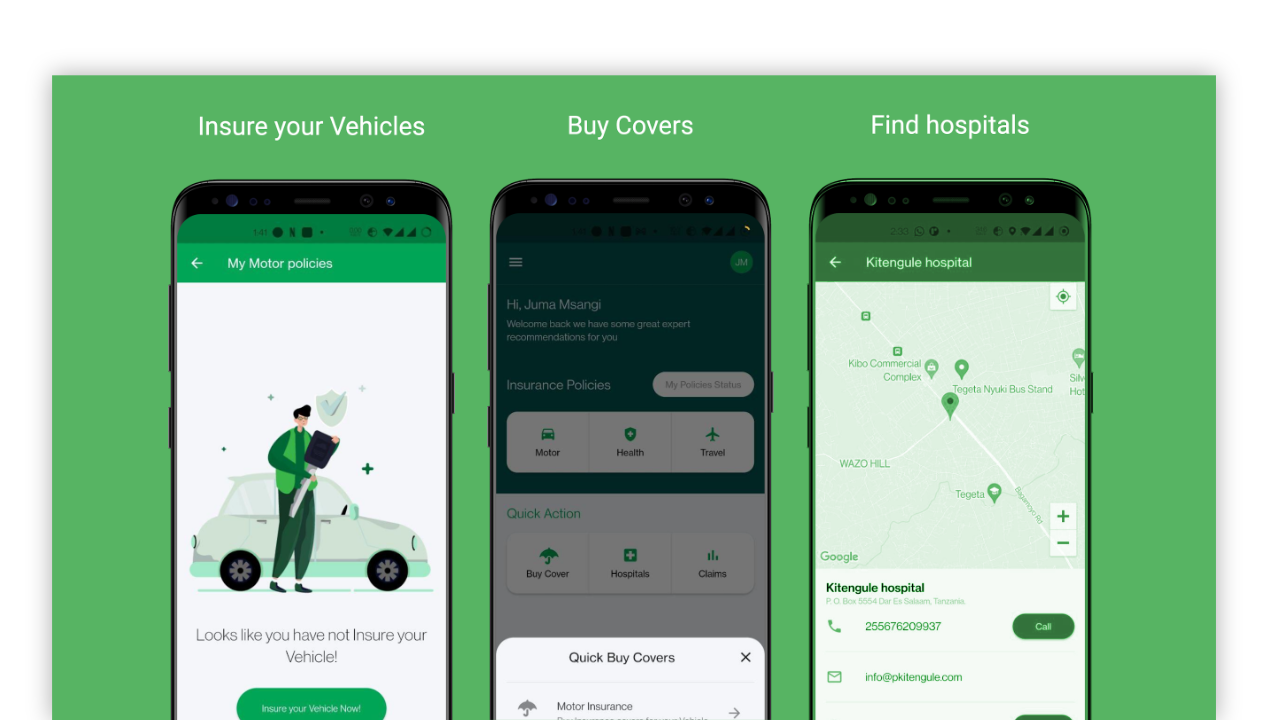 Insure your Vehicles
Buy Covers
Find hospitals
1:41
My Motor policies
Looks like you have not Insure your
Vehicle!
Insure your Vehicle Now!
JM
Hi, Juma Msangi
Welcome back we have some great expert
recommendations for you
Insurance Policies
My Policies Status
Motor
Health
Travel
Quick Action
Buy Cover
Hospitals
Claims
Quick Buy Covers
Motor Insurance
2:33
Kitengule hospital
Kibo Commercial
Complex
Tegeta Nyuki Bus Stand
Silv
Hot
WAZO HILL
Tegeta
Bagamoyo Rd
Google
Kitengule hospital
P. O. Box 5554 Dar Es Salaam, Tanzania.
255676209937
Call
info@pkitengule.com